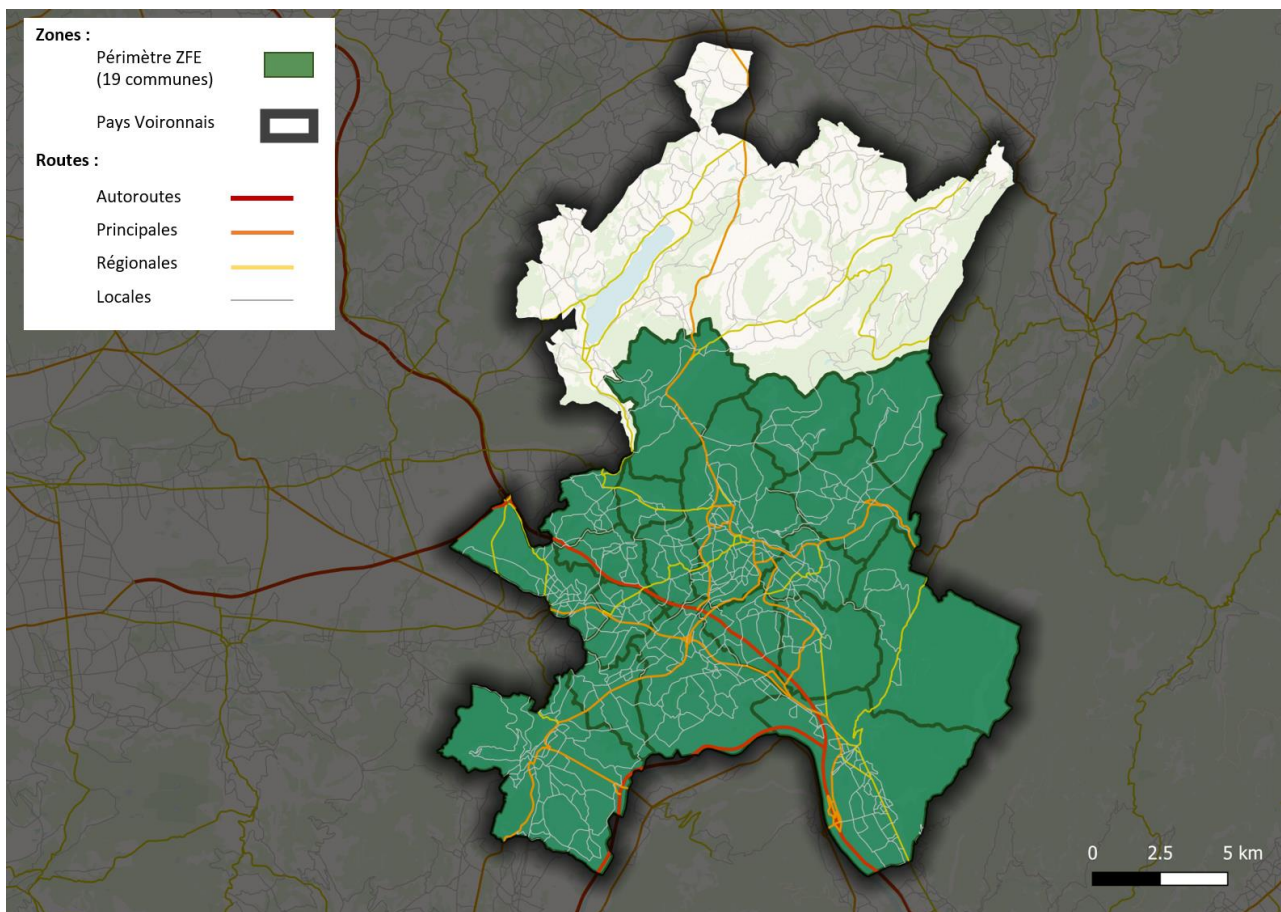 Zones :
Périmètre ZFE
(19 communes)
Pays Voironnais
Routes :
Autoroutes
Principales
Régionales
Locales
0 2.5 5 km